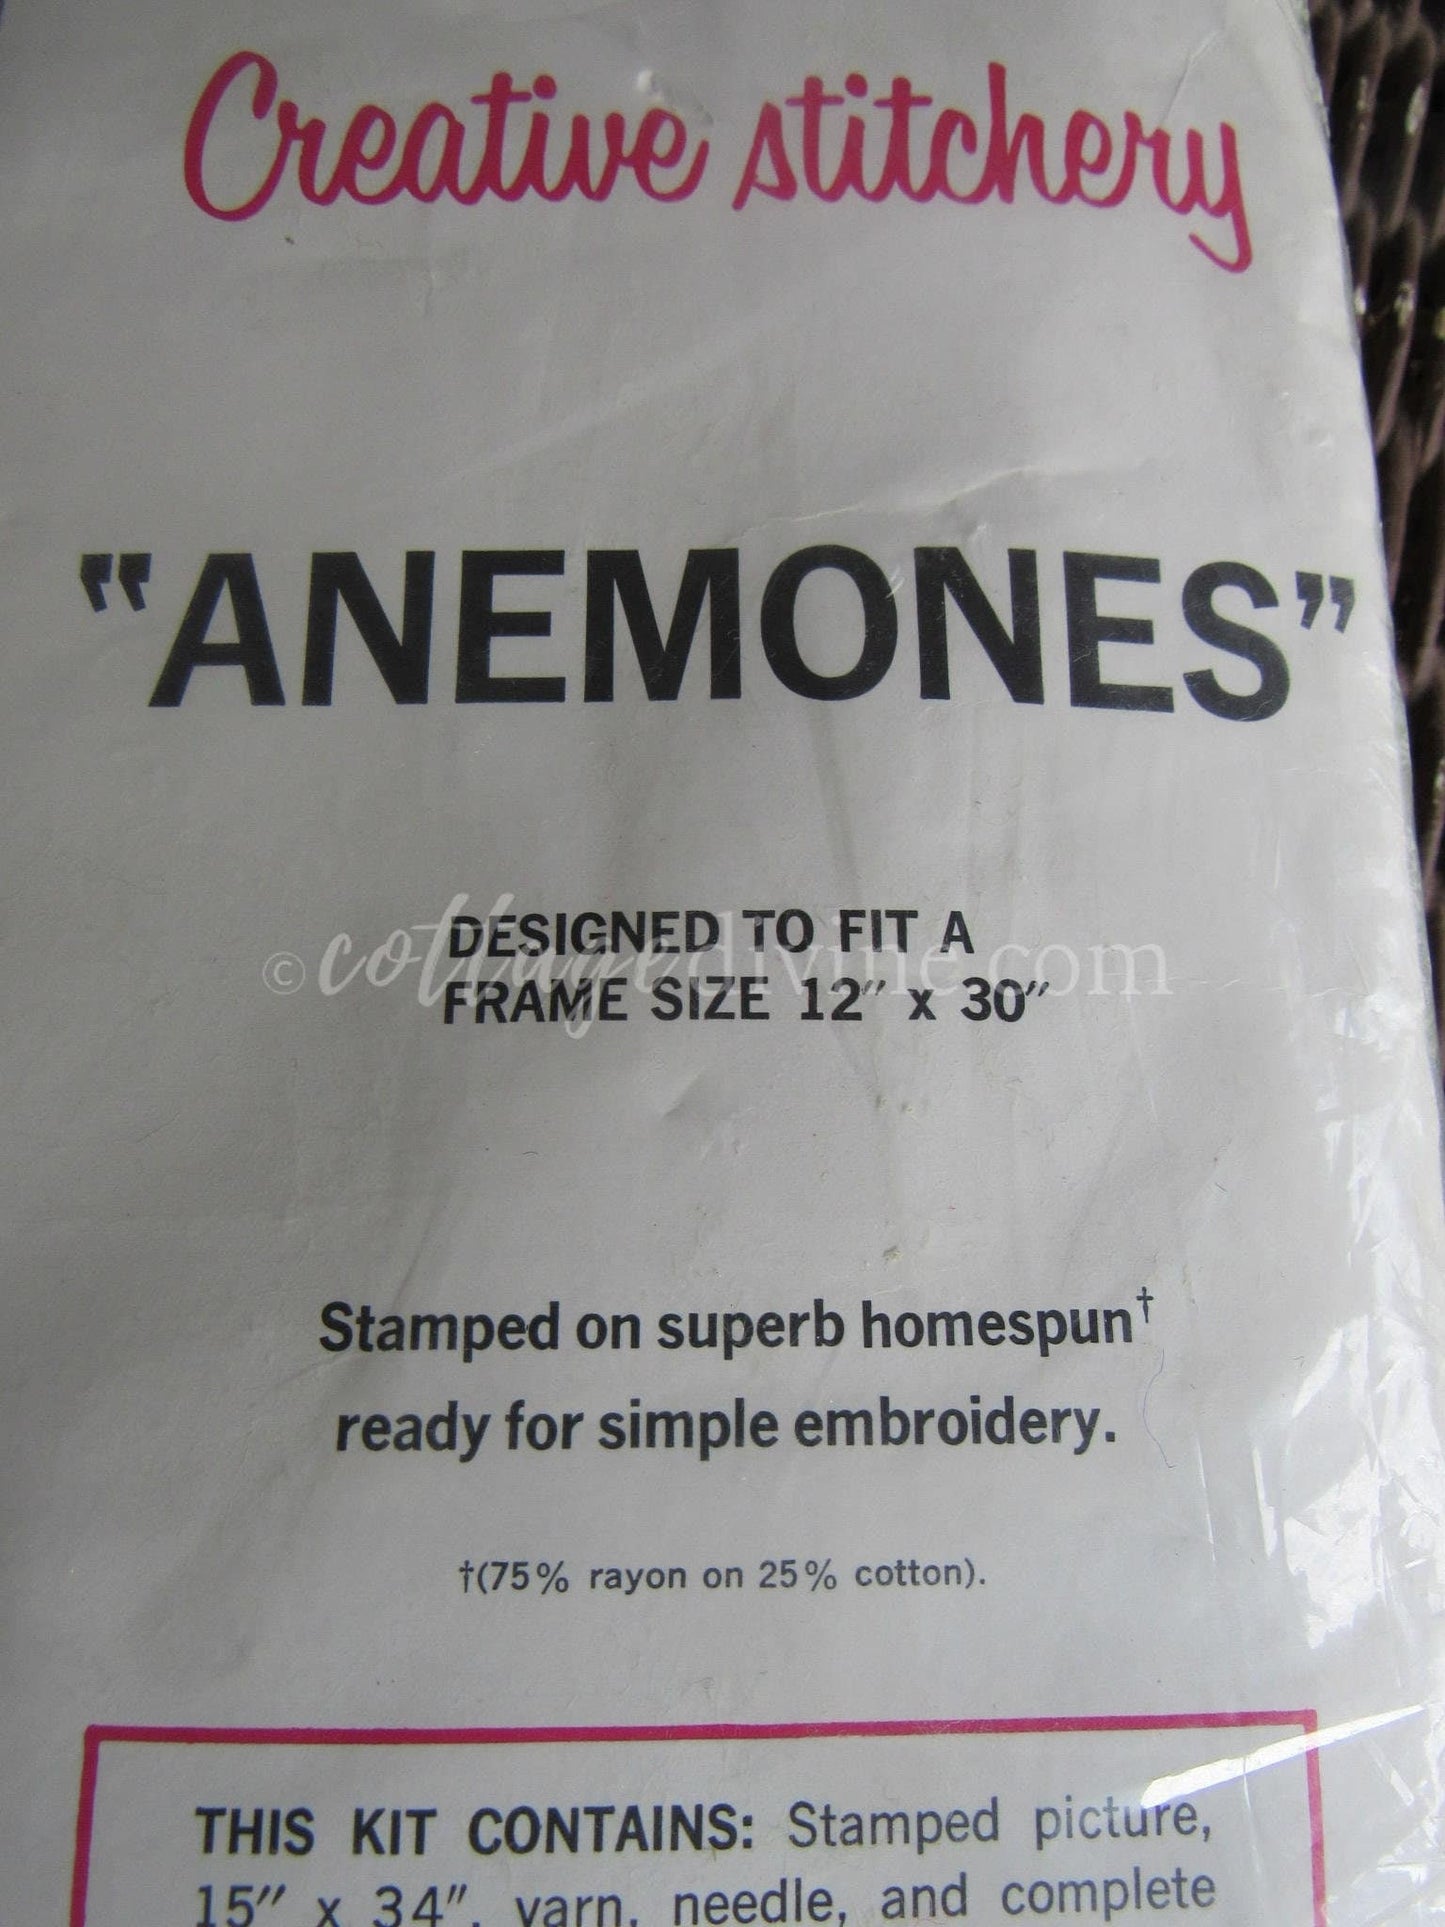 Creative stitchery
"ANEMONES"
DESIGNED TO FIT A
©cottagedivine.com
FRAME SIZE 12" x 30"
Stamped on superb homespun†
ready for simple embroidery.
†(75% rayon on 25% cotton).
THIS KIT CONTAINS: Stamped picture,
15" x 34", yarn, needle, and complete